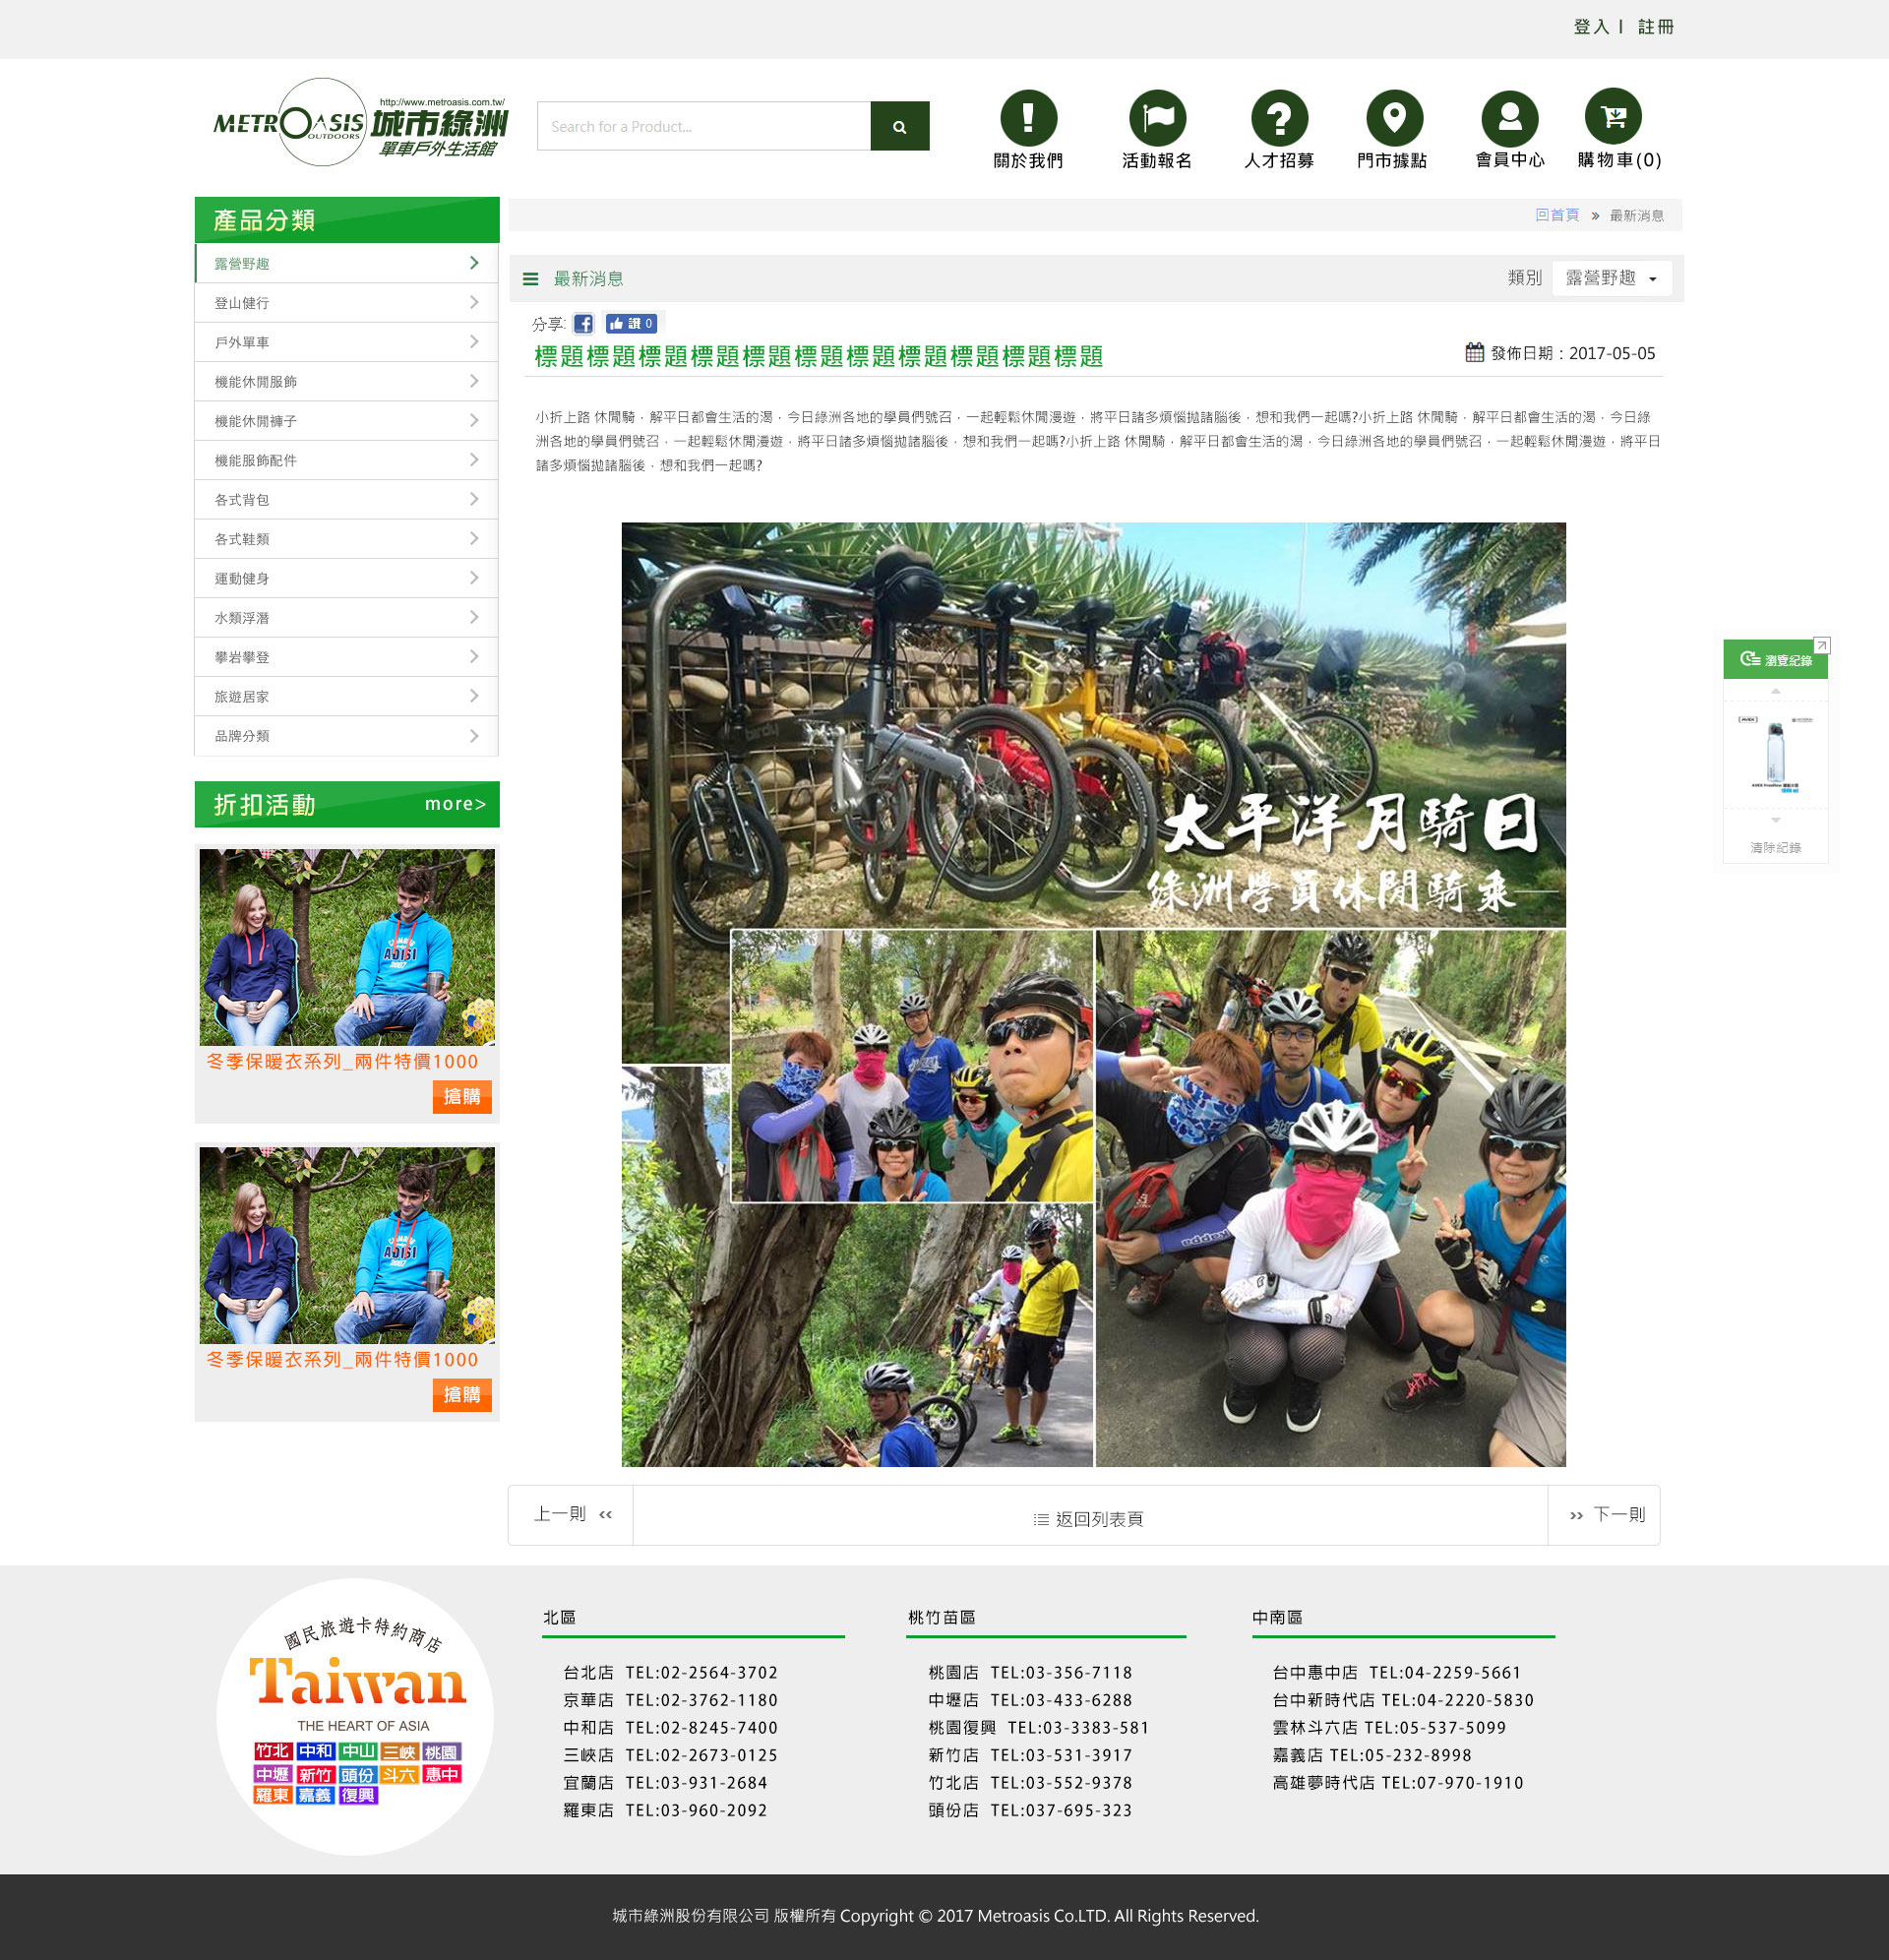 登入 | 註冊
http://www.metroasis.com.tw/
METROASIS 城市綠洲
OUTDOORS
單車戶外生活館
Search for a Product...
關於我們
活動報名
人才招募
門市據點
會員中心
購物車(0)
產品分類
露營野趣
登山健行
戶外單車
機能休閒服飾
機能休閒褲子
機能服飾配件
各式背包
各式鞋類
運動健身
水類浮潛
攀岩攀登
旅遊居家
品牌分類
折扣活動 more>
ADISI
冬季保暖衣系列_兩件特價1000
搶購
ADISI
冬季保暖衣系列_兩件特價1000
搶購
回首頁 » 最新消息
最新消息
類別 露營野趣
分享: 讚 0
標題標題標題標題標題標題標題標題標題標題標題
發佈日期：2017-05-05
小折上路 休閒騎，解平日都會生活的渴，今日綠洲各地的學員們號召，一起輕鬆休閒漫遊，將平日諸多煩惱拋諸腦後，想和我們一起嗎?小折上路 休閒騎，解平日都會生活的渴，今日綠
洲各地的學員們號召，一起輕鬆休閒漫遊，將平日諸多煩惱拋諸腦後，想和我們一起嗎?小折上路 休閒騎，解平日都會生活的渴，今日綠洲各地的學員們號召，一起輕鬆休閒漫遊，將平日
諸多煩惱拋諸腦後，想和我們一起嗎?
birdy
太平洋月騎日
綠洲學員休閒騎乘
瀏覽紀錄
清除紀錄
上一則 ‹‹
返回列表頁
›› 下一則
國民旅遊卡特約商店
Taiwan
THE HEART OF ASIA
竹北 中和 中山 三峽 桃園
中壢 新竹 頭份 斗六 惠中
羅東 嘉義 復興
北區
台北店 TEL:02-2564-3702
京華店 TEL:02-3762-1180
中和店 TEL:02-8245-7400
三峽店 TEL:02-2673-0125
宜蘭店 TEL:03-931-2684
羅東店 TEL:03-960-2092
桃竹苗區
桃園店 TEL:03-356-7118
中壢店 TEL:03-433-6288
桃園復興 TEL:03-3383-581
新竹店 TEL:03-531-3917
竹北店 TEL:03-552-9378
頭份店 TEL:037-695-323
中南區
台中惠中店 TEL:04-2259-5661
台中新時代店 TEL:04-2220-5830
雲林斗六店 TEL:05-537-5099
嘉義店 TEL:05-232-8998
高雄夢時代店 TEL:07-970-1910
城市綠洲股份有限公司 版權所有 Copyright © 2017 Metroasis Co.LTD. All Rights Reserved.